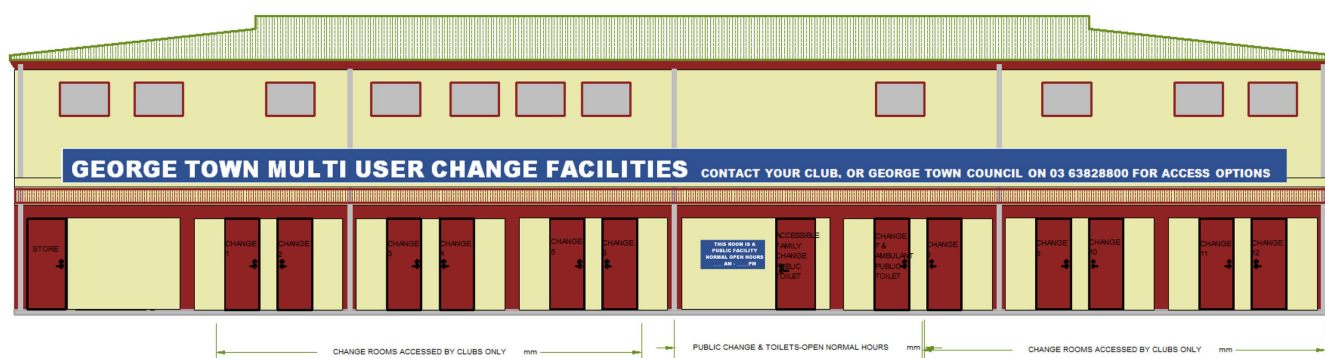 GEORGE TOWN MULTI USER CHANGE FACILITIES CONTACT YOUR CLUB, OR GEORGE TOWN COUNCIL ON 03 63828800 FOR ACCESS OPTIONS
STORE
CHANGE
1
CHANGE
2
CHANGE
3
CHANGE
4
CHANGE
5
CHANGE
6
THIS ROOM IS A
PUBLIC FACILITY
NORMAL OPEN HOURS
___AM - ___PM
ACCESSIBLE
FAMILY
CHANGE
PUBLIC
TOILET
CHANGE
7 &
AMBULANT
PUBLIC
TOILET
CHANGE
8
CHANGE
9
CHANGE
10
CHANGE
11
CHANGE
12
CHANGE ROOMS ACCESSED BY CLUBS ONLY mm
PUBLIC CHANGE & TOILETS-OPEN NORMAL HOURS mm
CHANGE ROOMS ACCESSED BY CLUBS ONLY mm